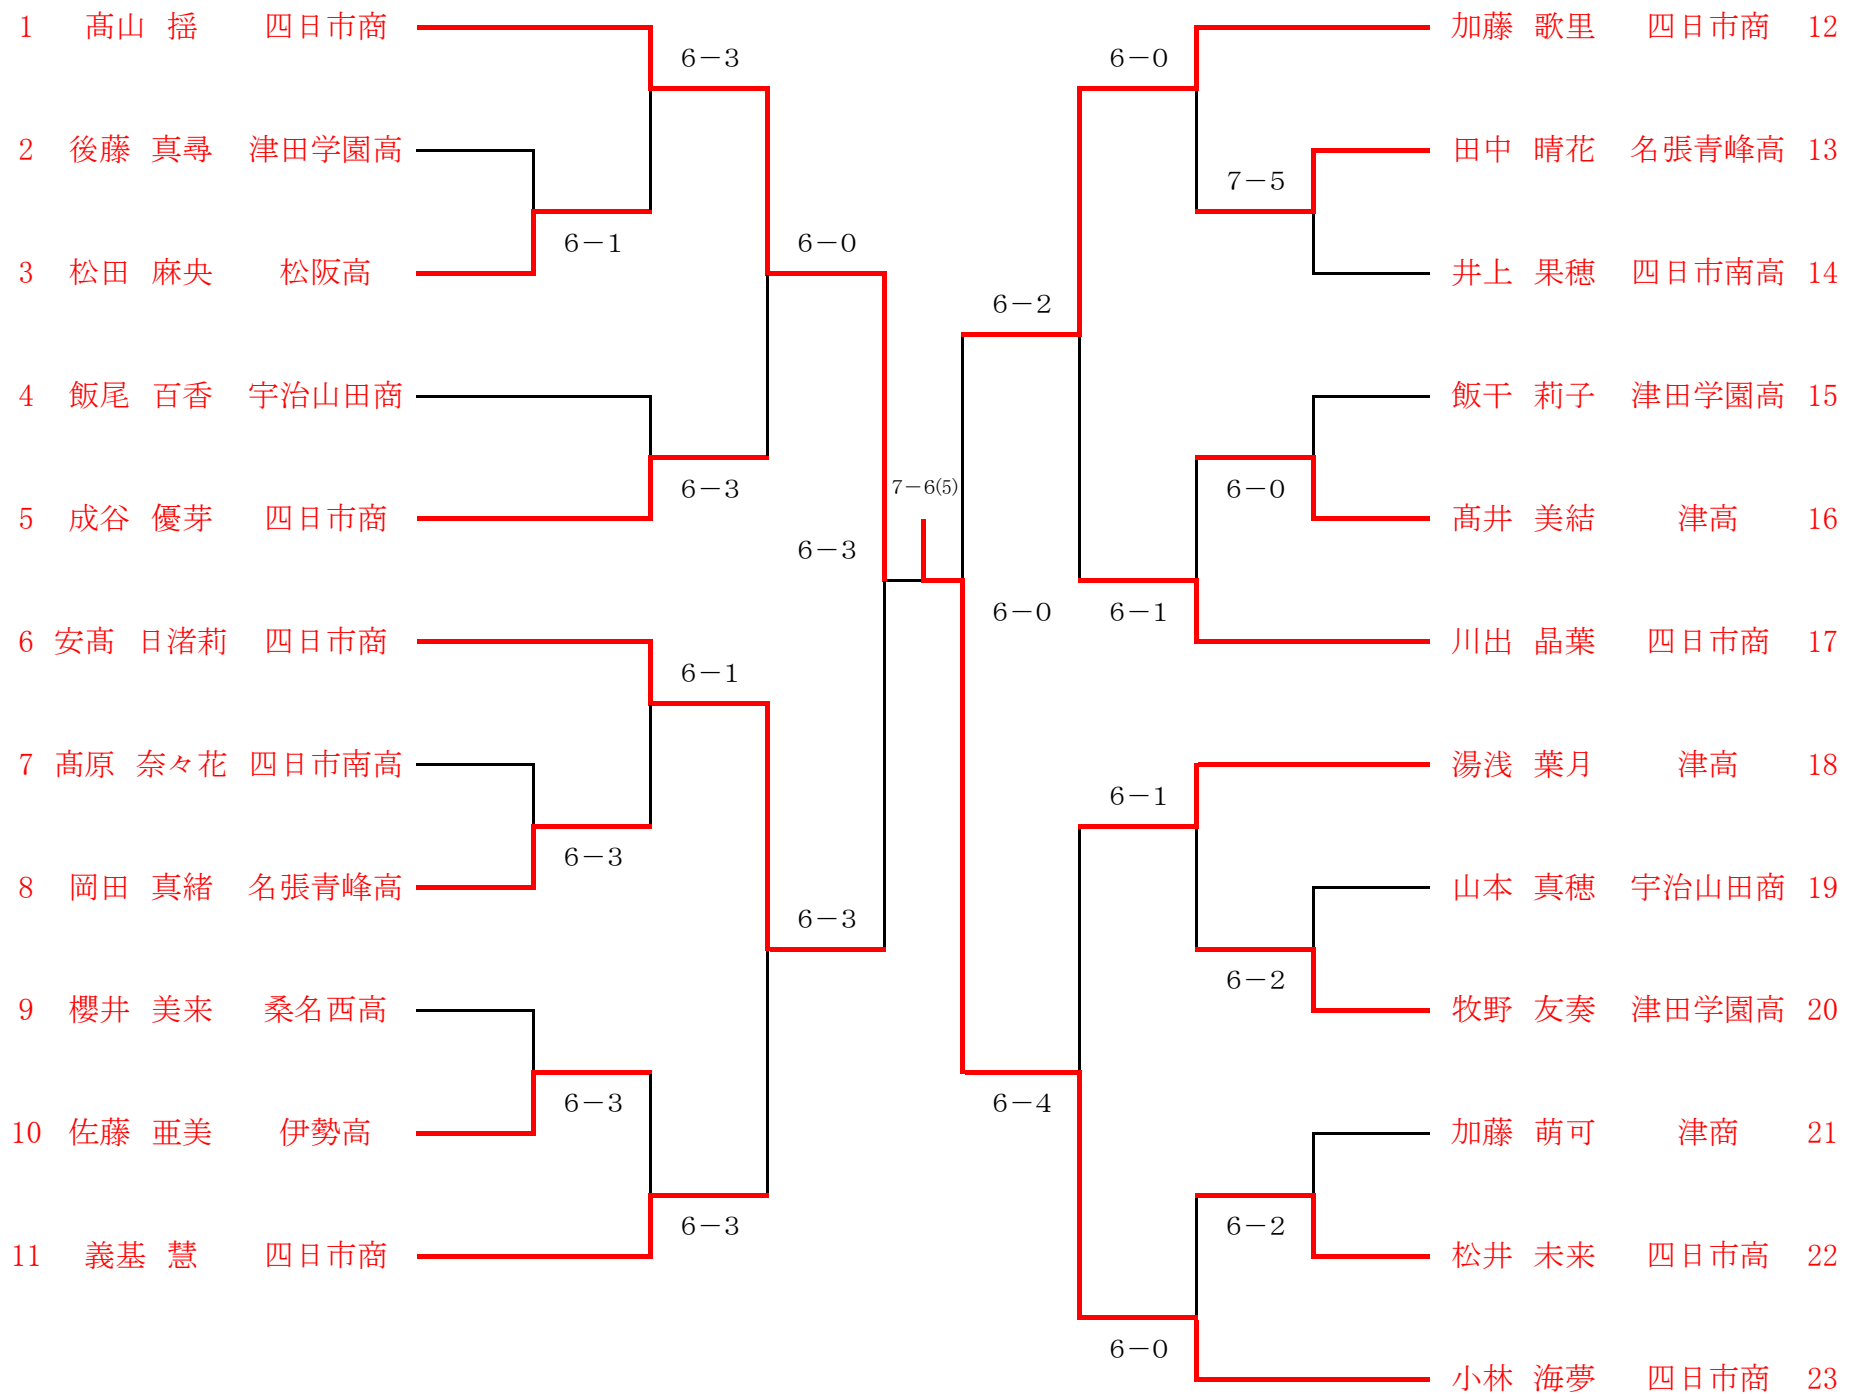 1 髙山 揺 四日市商
6－3
2 後藤 真尋 津田学園高
6－1
3 松田 麻央 松阪高
6－0
4 飯尾 百香 宇治山田商
6－3
5 成谷 優芽 四日市商
6－3
6 安髙 日渚莉 四日市商
6－1
7 髙原 奈々花 四日市南高
6－3
8 岡田 真緒 名張青峰高
6－3
9 櫻井 美来 桑名西高
6－3
10 佐藤 亜美 伊勢高
6－3
11 義基 慧 四日市商
7－6(5)
加藤 歌里 四日市商 12
6－0
田中 晴花 名張青峰高 13
7－5
井上 果穂 四日市南高 14
6－2
飯干 莉子 津田学園高 15
6－0
髙井 美結 津高 16
6－0
6－1
川出 晶葉 四日市商 17
湯浅 葉月 津高 18
6－1
山本 真穂 宇治山田商 19
6－2
牧野 友奏 津田学園高 20
6－4
加藤 萌可 津商 21
6－2
松井 未来 四日市高 22
6－0
小林 海夢 四日市商 23